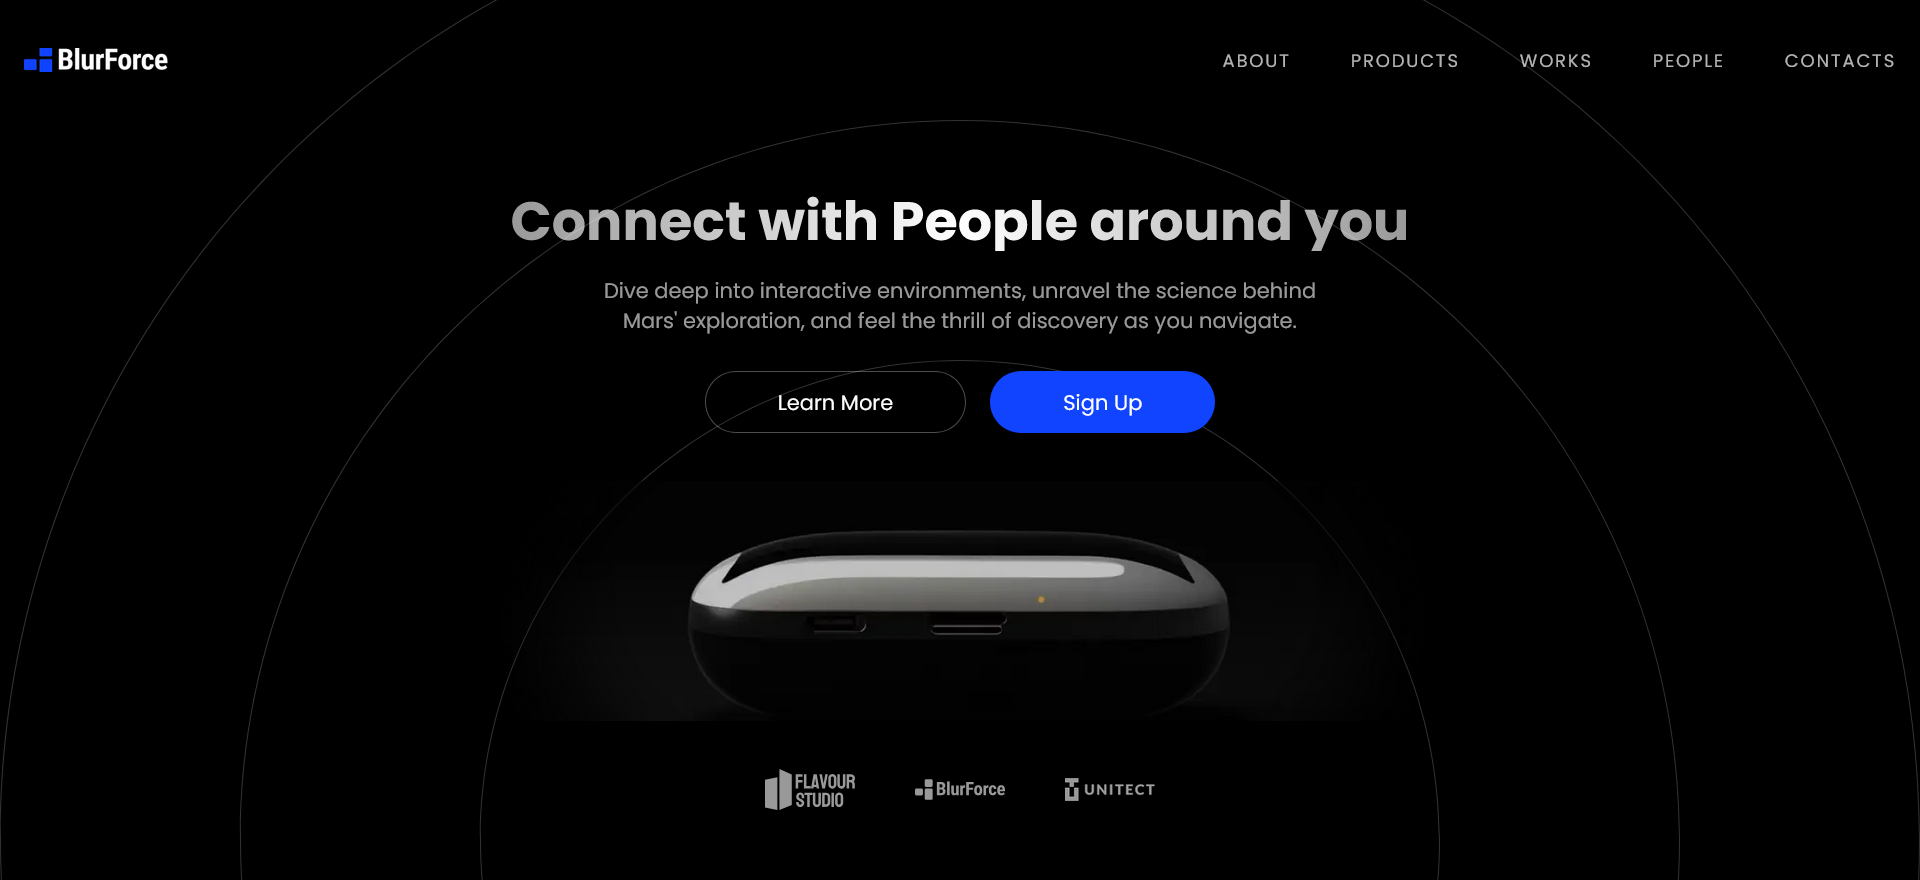 BlurForce
ABOUT PRODUCTS WORKS PEOPLE CONTACTS
Connect with People around you
Dive deep into interactive environments, unravel the science behind
Mars' exploration, and feel the thrill of discovery as you navigate.
Learn More Sign Up
FLAVOUR
STUDIO
BlurForce
UNITECT